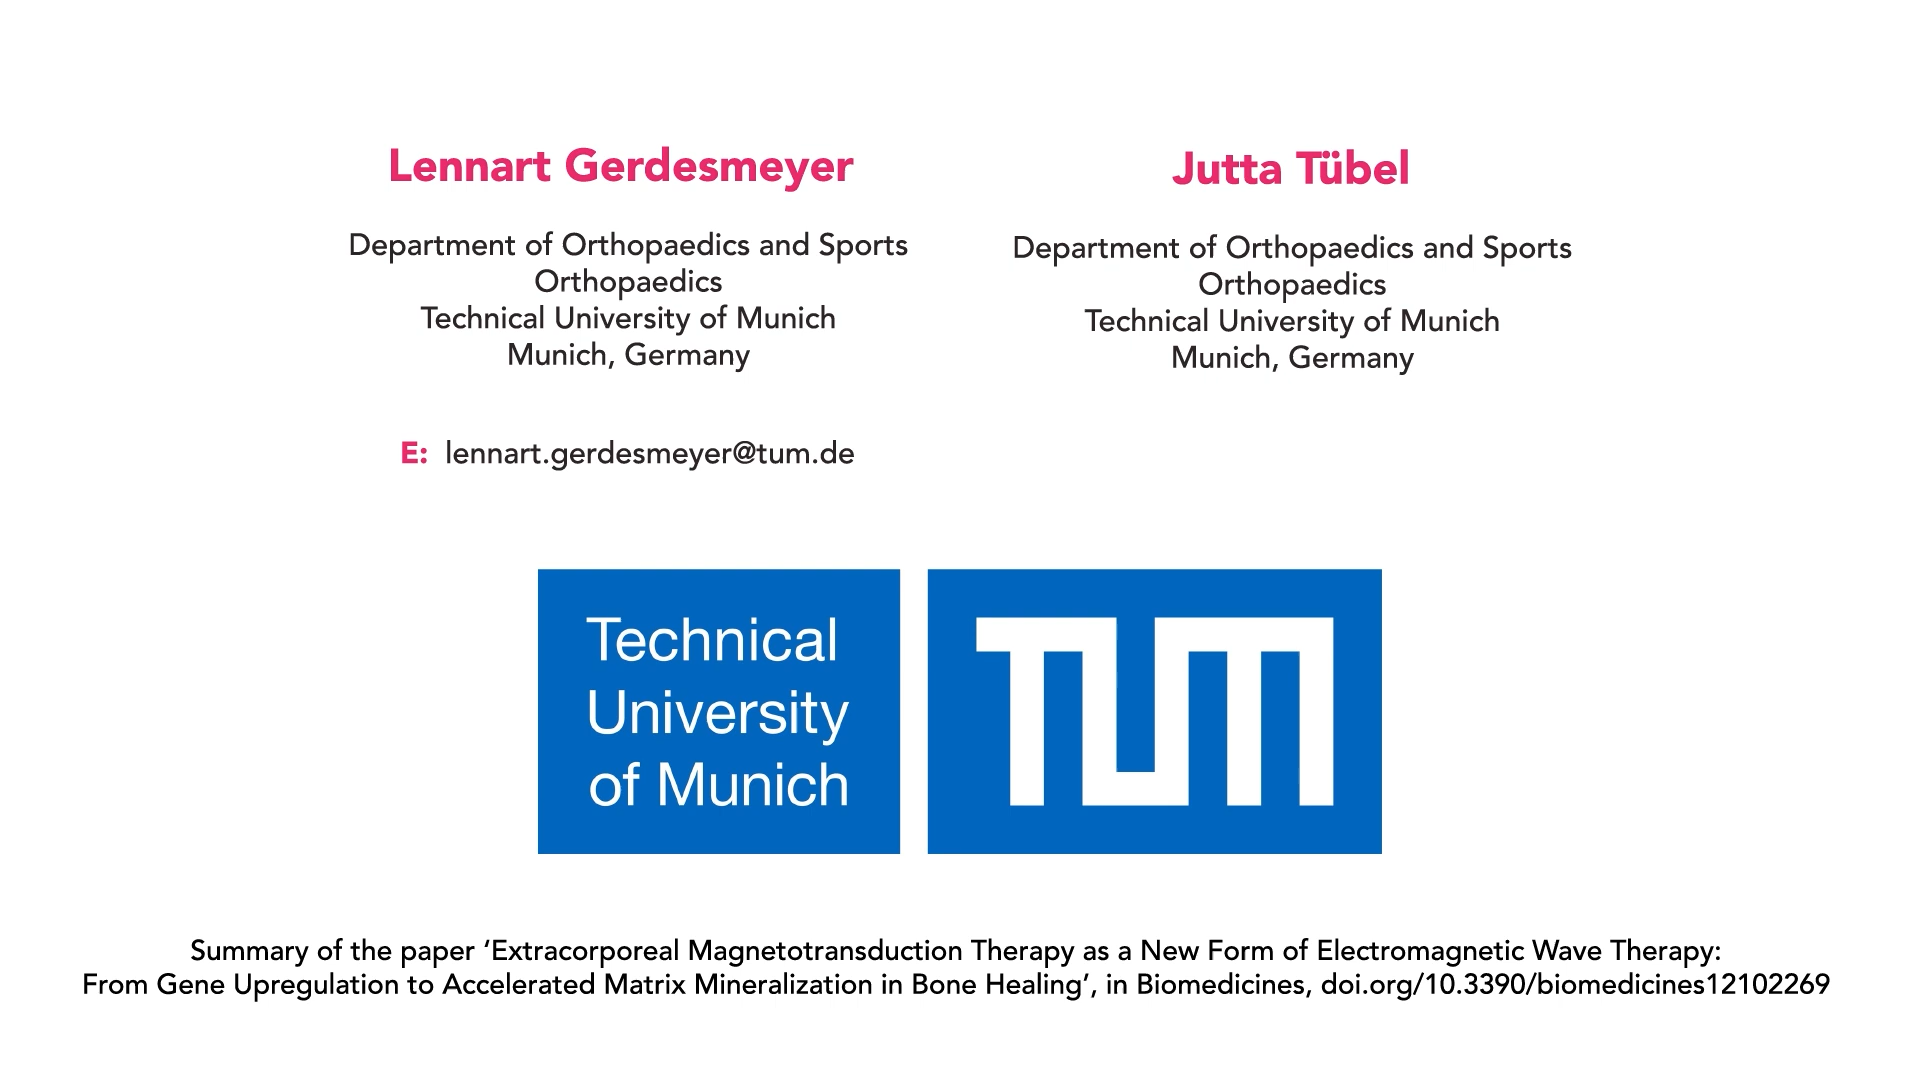 Lennart Gerdesmeyer
Department of Orthopaedics and Sports
Orthopaedics
Technical University of Munich
Munich, Germany
E: lennart.gerdesmeyer@tum.de
Jutta Tübel
Department of Orthopaedics and Sports
Orthopaedics
Technical University of Munich
Munich, Germany
Technical
University
of Munich
TUM
Summary of the paper ‘Extracorporeal Magnetotransduction Therapy as a New Form of Electromagnetic Wave Therapy:
From Gene Upregulation to Accelerated Matrix Mineralization in Bone Healing’, in Biomedicines, doi.org/10.3390/biomedicines12102269